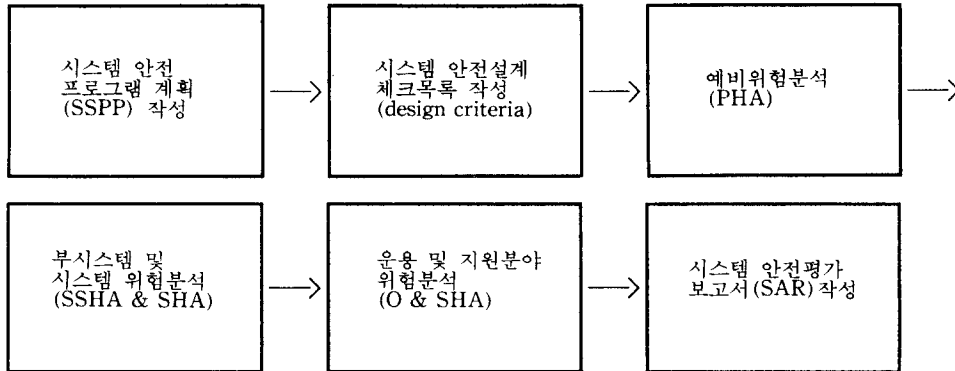 시스템 안전
프로그램 계획
(SSPP) 작성
시스템 안전설계
체크목록 작성
(design criteria)
예비위험분석
(PHA)
부시스템 및
시스템 위험분석
(SSHA & SHA)
운용 및 지원분야
위험분석
(O & SHA)
시스템 안전평가
보고서(SAR)작성